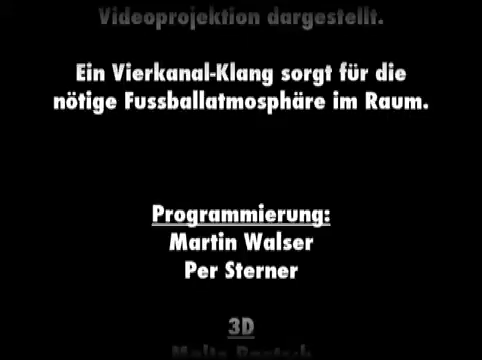 Videoprojektion dargestellt.
Ein Vierkanal-Klang sorgt für die
nötige Fussballatmosphäre im Raum.
Programmierung:
Martin Walser
Per Sterner
3D